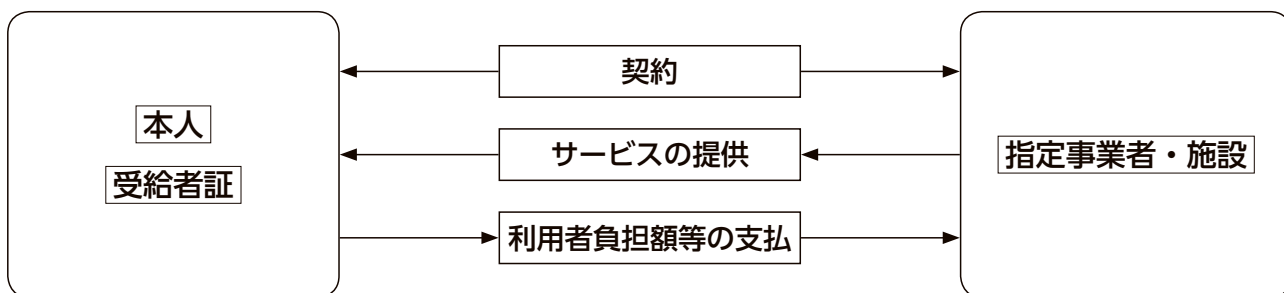 契約
本人
受給者証
サービスの提供
指定事業者・施設
利用者負担額等の支払